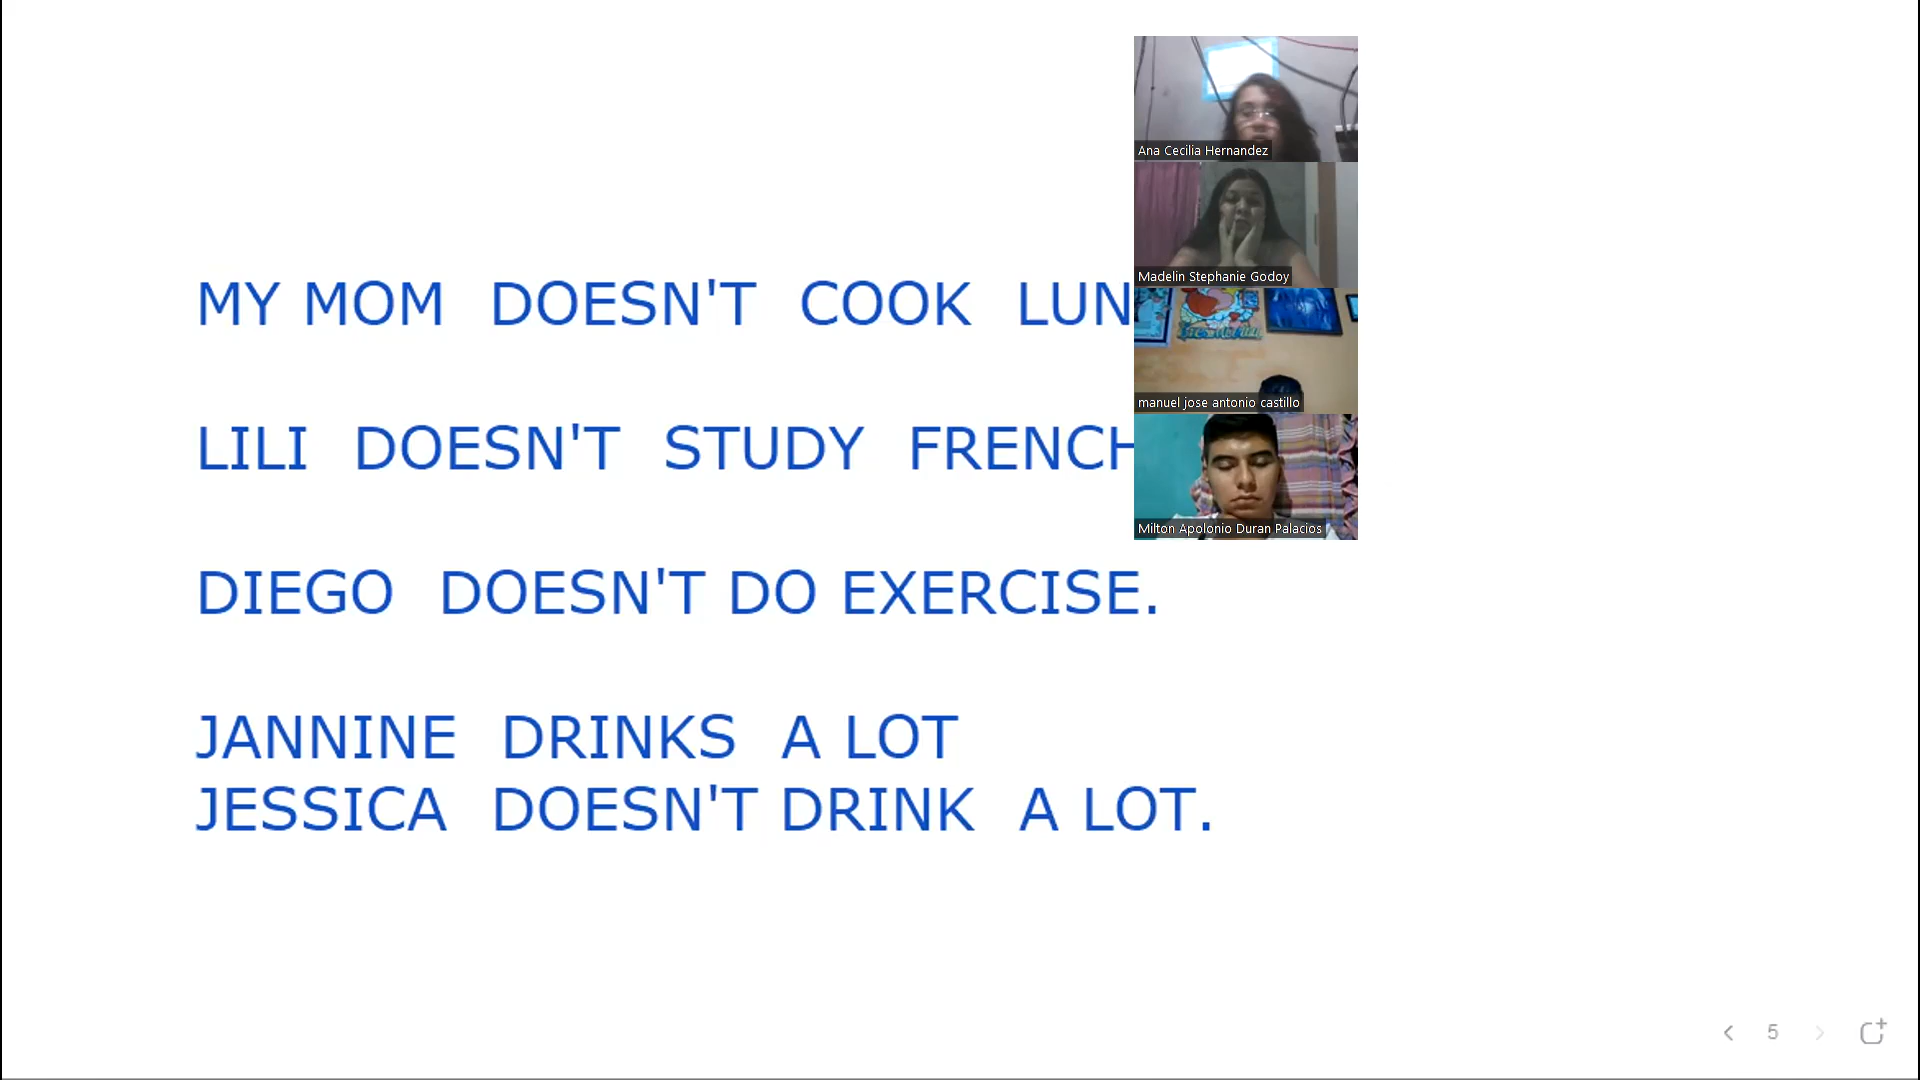 MY MOM DOESN'T COOK LUN
LILI DOESN'T STUDY FRENCH
DIEGO DOESN'T DO EXERCISE.
JANNINE DRINKS A LOT
JESSICA DOESN'T DRINK A LOT.
Ana Cecilia Hernandez
Madelin Stephanie Godoy
manuel jose antonio castillo
Milton Apolonio Duran Palacios
5